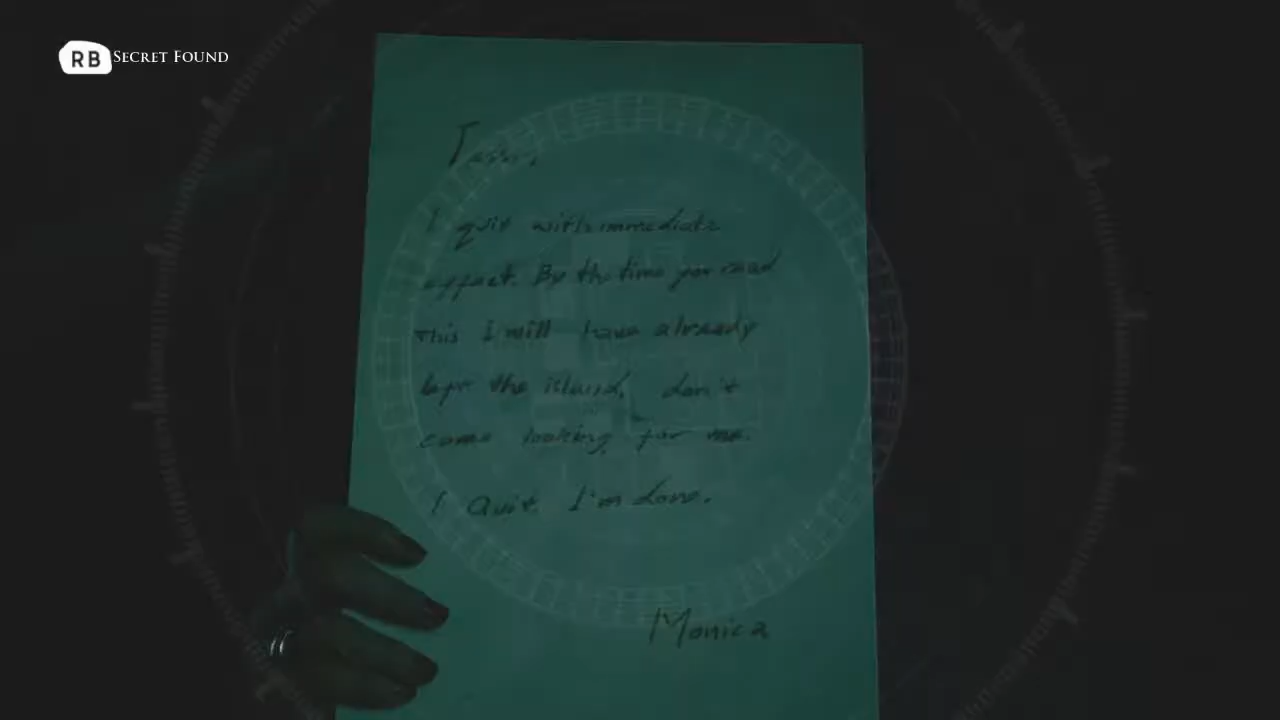 RB SECRET FOUND
I quit with immediate
effect. By the time you read
This I will have already
left the island, don't
come looking for me.
I Quit. I'm done.
Monica